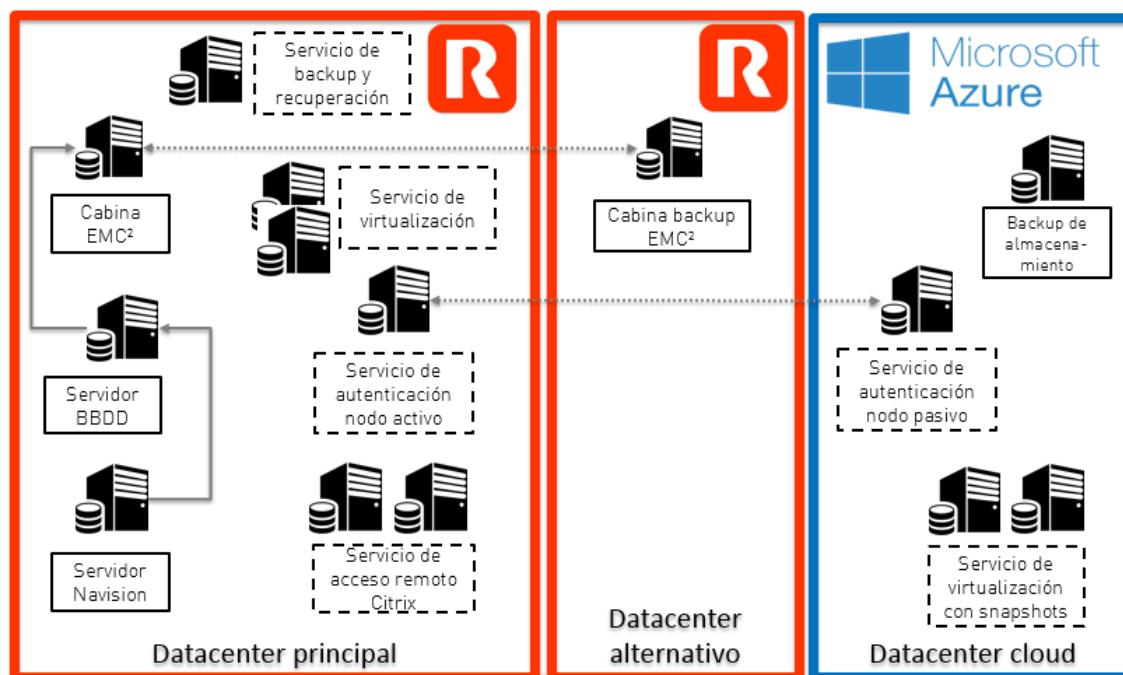 Servicio de
backup y
recuperación
R
R
Microsoft
Azure
Cabina
EMC²
Servicio de
virtualización
Cabina backup
EMC²
Backup de
almacena-
miento
Servidor
BBDD
Servicio de
autenticación
nodo activo
Servicio de
autenticación
nodo pasivo
Servidor
Navision
Servicio de
acceso remoto
Citrix
Servicio de
virtualización
con snapshots
Datacenter principal
Datacenter
alternativo
Datacenter cloud